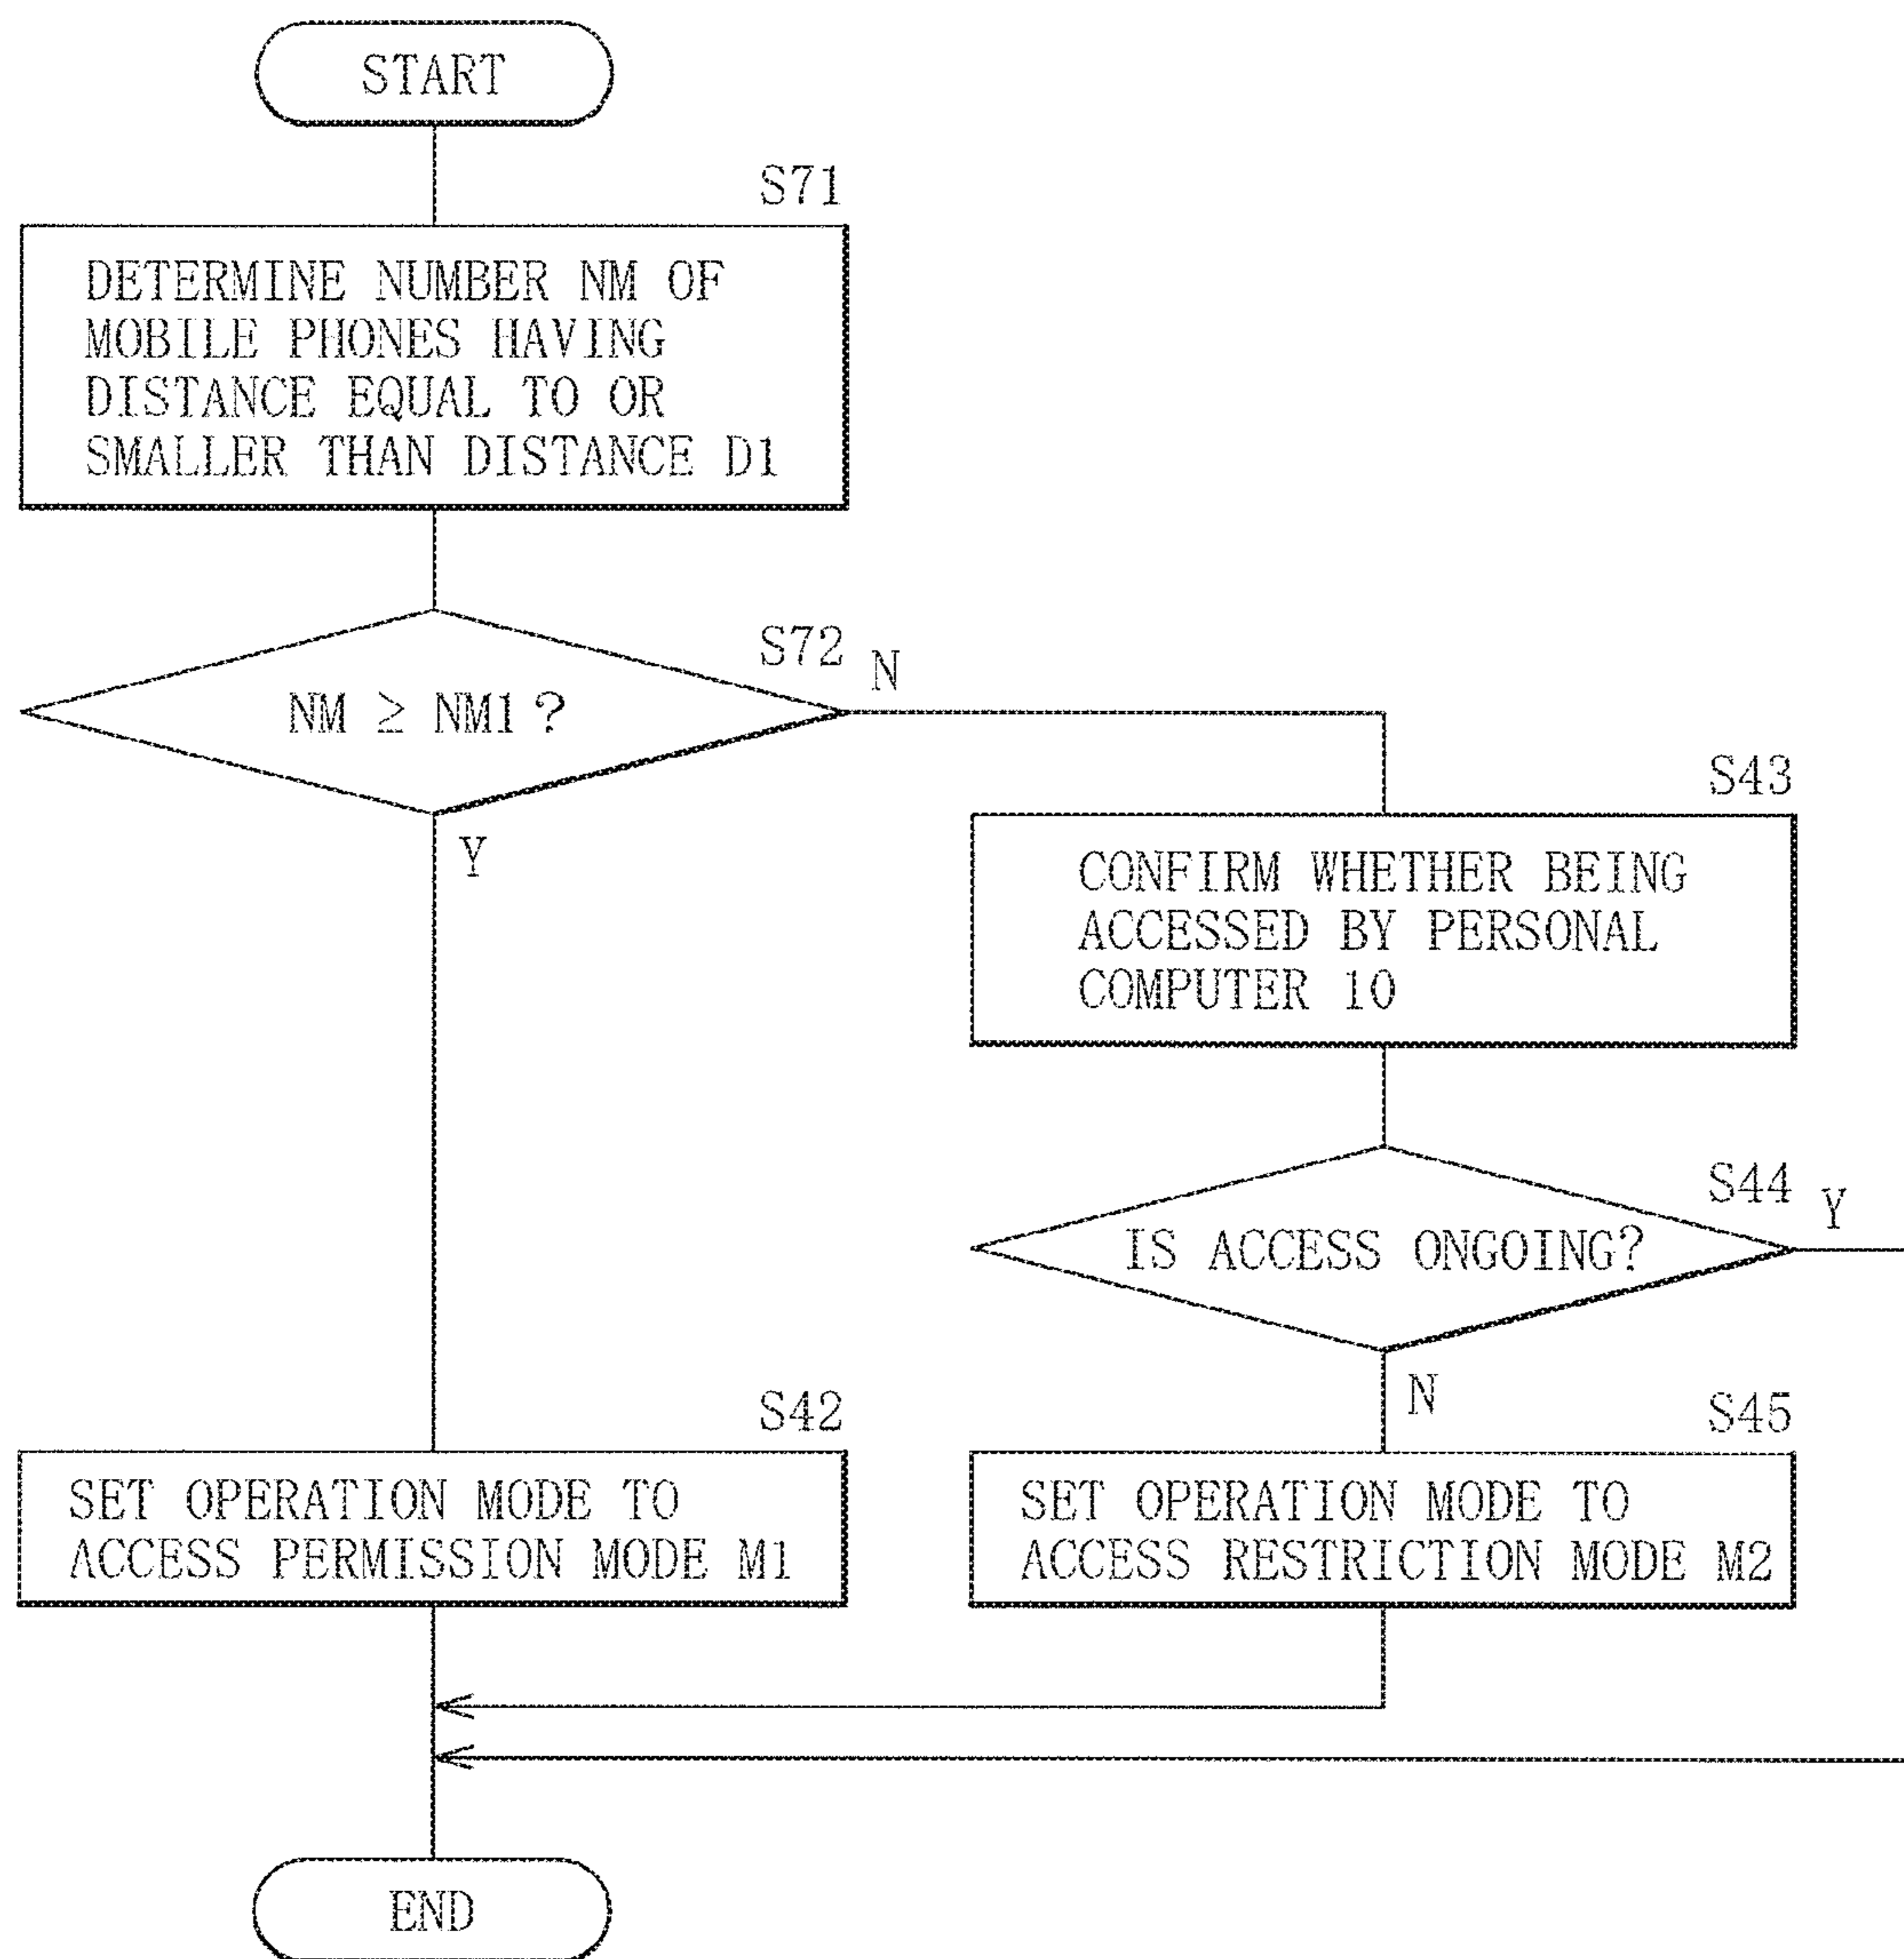 START
S71
DETERMINE NUMBER NM OF
MOBILE PHONES HAVING
DISTANCE EQUAL TO OR
SMALLER THAN DISTANCE D1
S72
N
NM ≥ NM1?
Y
S43
CONFIRM WHETHER BEING
ACCESSED BY PERSONAL
COMPUTER 10
S44
Y
IS ACCESS ONGOING?
N
S42
SET OPERATION MODE TO
ACCESS PERMISSION MODE M1
S45
SET OPERATION MODE TO
ACCESS RESTRICTION MODE M2
END